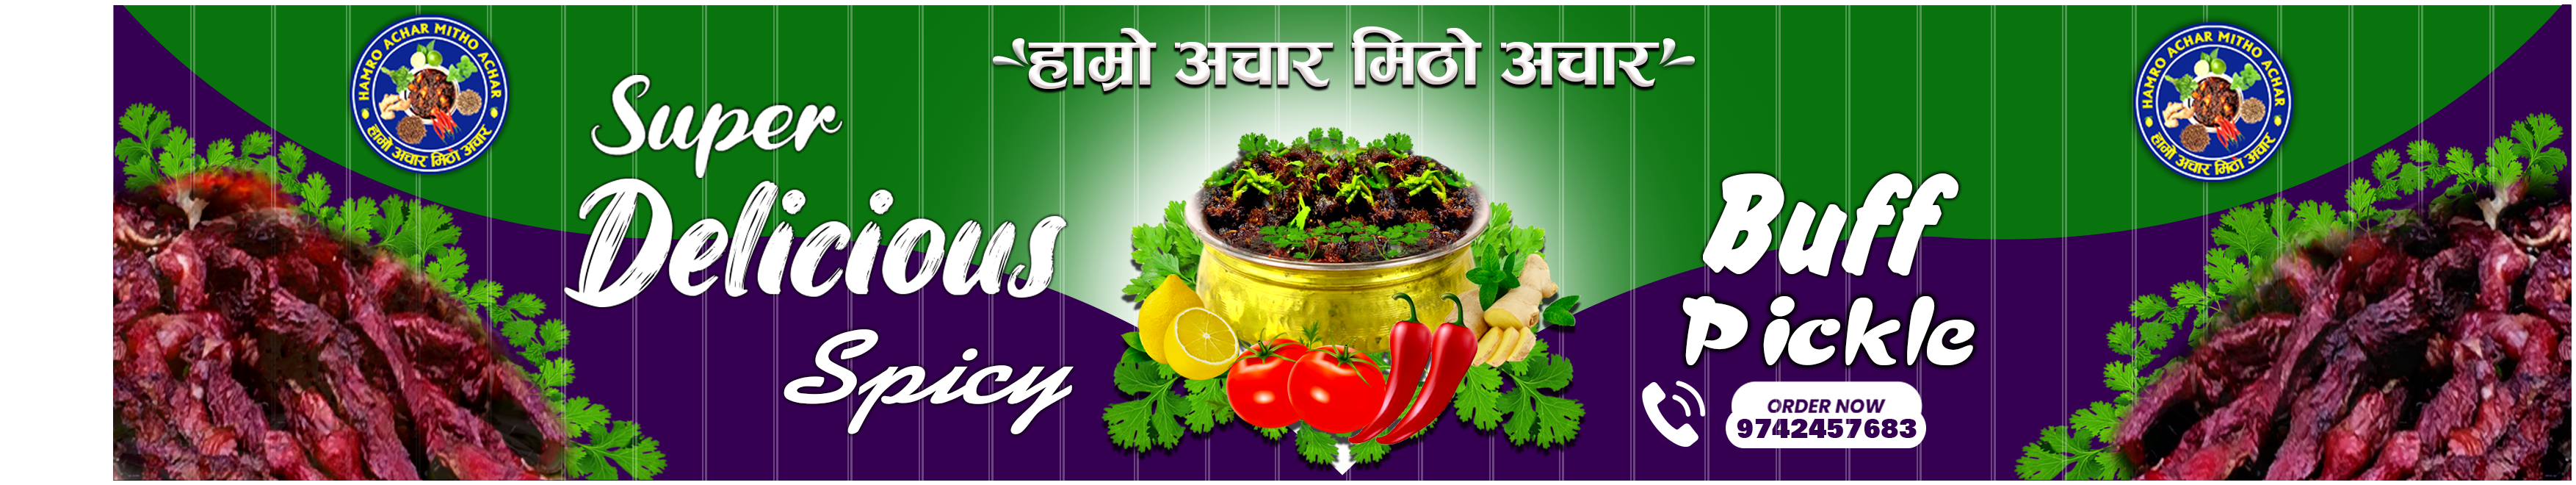 HAMRO ACHAR MITHO ACHAR
हाम्रो अचार मिठो अचार
हाम्रो अचार मिठो अचार
Super
Delicious
Spicy
Buff
Pickle
ORDER NOW
9742457683
HAMRO ACHAR MITHO ACHAR
हाम्रो अचार मिठो अचार